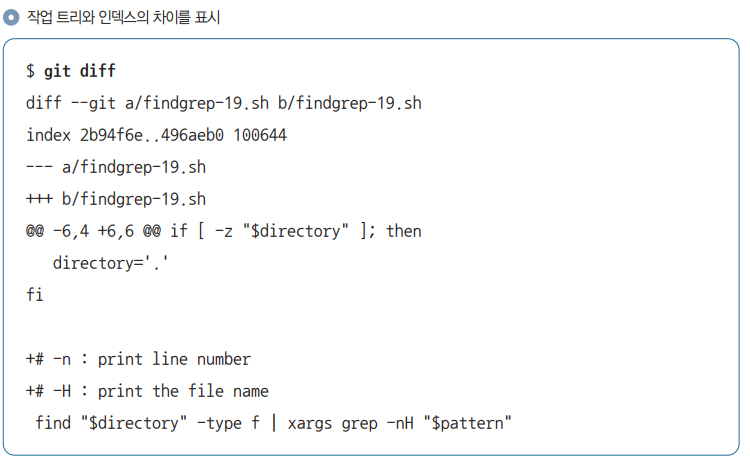 작업 트리와 인덱스의 차이를 표시
$ git diff
diff --git a/findgrep-19.sh b/findgrep-19.sh
index 2b94f6e..496aeb0 100644
--- a/findgrep-19.sh
+++ b/findgrep-19.sh
@@ -6,4 +6,6 @@ if [ -z "$directory" ]; then
   directory='.'
fi
+# -n : print line number
+# -H : print the file name
 find "$directory" -type f | xargs grep -nH "$pattern"